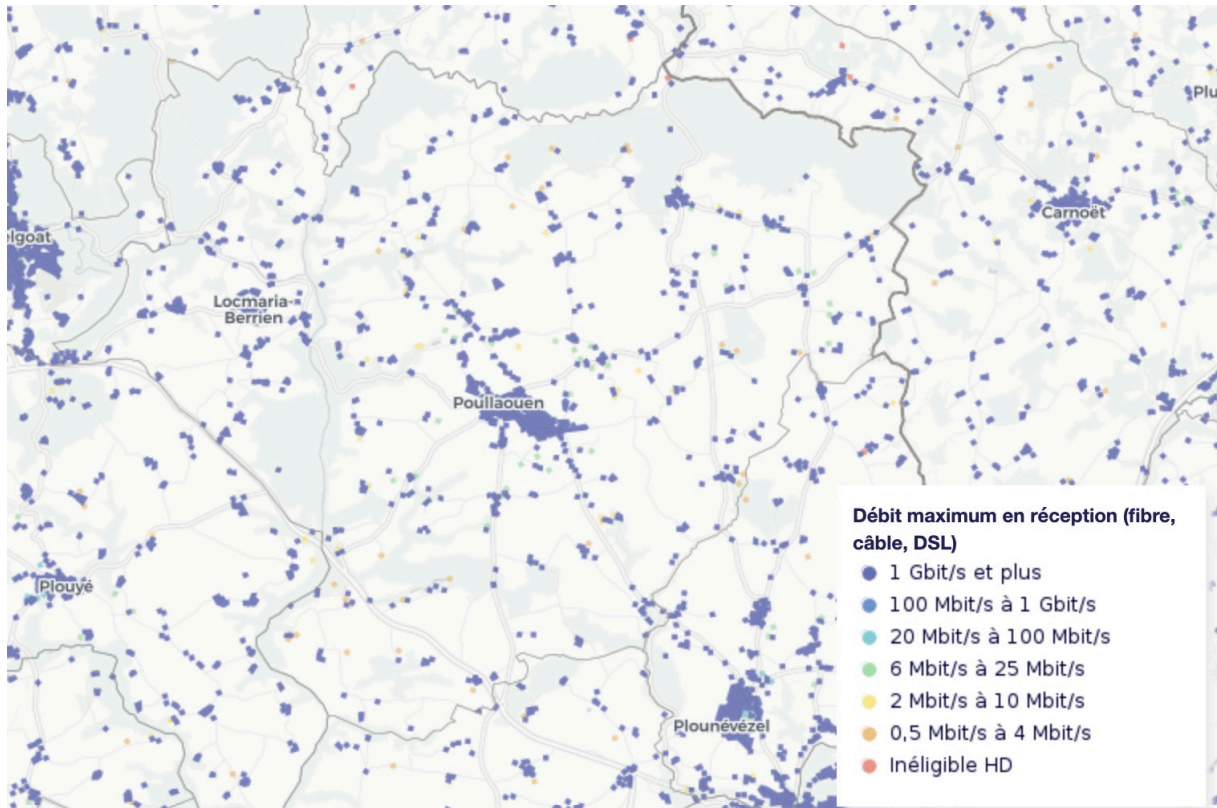 Plu
Carnoët
elgoat
Locmaria-
Berrien
Poullaouen
Plouyé
Plounévézel
Débit maximum en réception (fibre,
câble, DSL)
1 Gbit/s et plus
100 Mbit/s à 1 Gbit/s
20 Mbit/s à 100 Mbit/s
6 Mbit/s à 25 Mbit/s
2 Mbit/s à 10 Mbit/s
0,5 Mbit/s à 4 Mbit/s
Inéligible HD